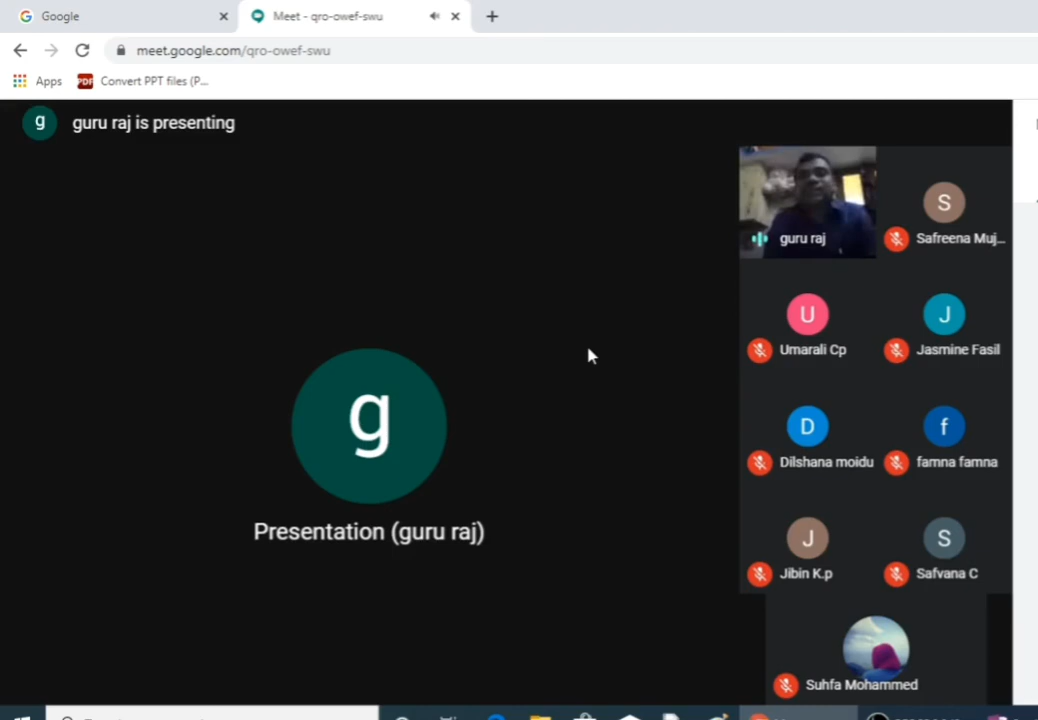 Google
Meet - qro-owef-swu
meet.google.com/qro-owef-swu
Apps
PDF
Convert PPT files (P...
g
guru raj is presenting
guru raj
S
Safreena Muj...
U
Umarali Cp
J
Jasmine Fasil
g
D
Dilshana moidu
f
famna famna
Presentation (guru raj)
J
Jibin K.p
S
Safvana C
Suhfa Mohammed